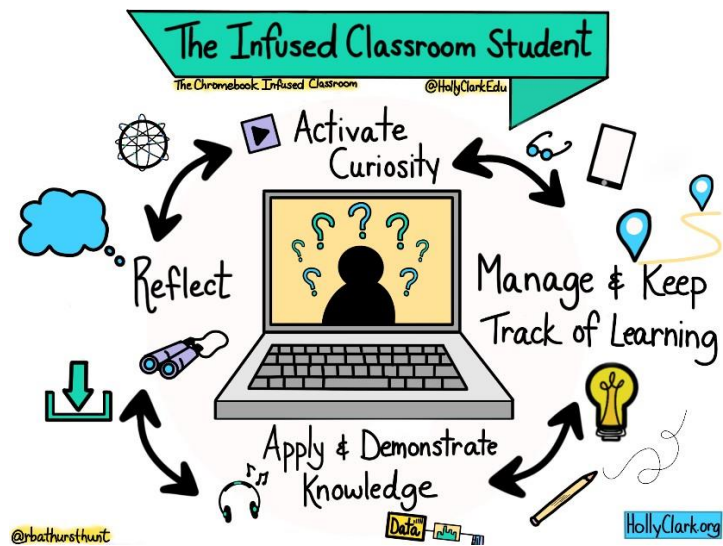 The Infused Classroom Student
The Chromebook Infused Classroom
@HollyClarkEdu
Activate
Curiosity
Manage & Keep
Track of Learning
Reflect
? ? ? ? ? ? ?
Apply & Demonstrate
Knowledge
Data
@rbathursthunt
HollyClark.org